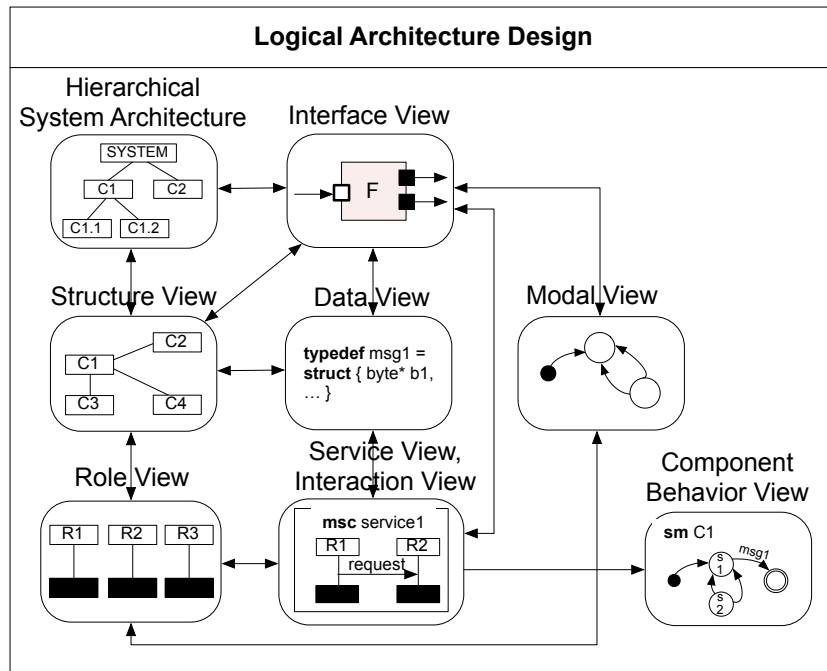 Logical Architecture Design
Hierarchical
System Architecture
SYSTEM
C1
C2
C1.1
C1.2
Interface View
F
Structure View
C2
C1
C3
C4
Data View
typedef msg1 =
struct { byte* b1,
… }
Modal View
Role View
R1
R2
R3
Service View,
Interaction View
msc service1
R1
R2
request
Component
Behavior View
sm C1
s
1
msg1
s
2